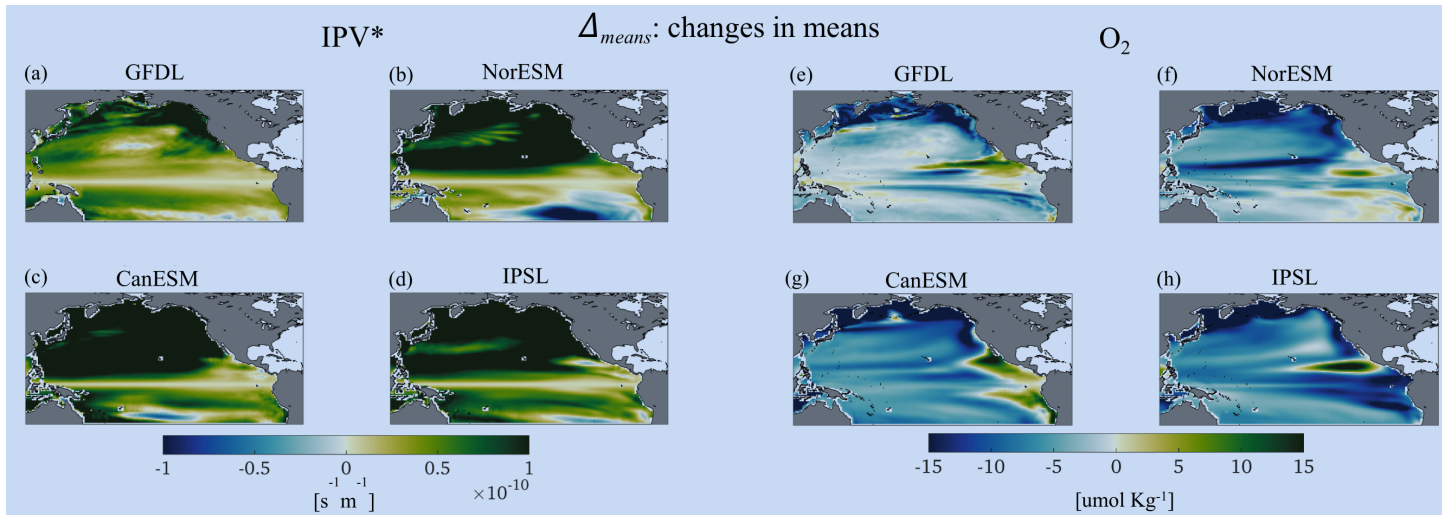 Δmeans: changes in means
IPV*
O2
(a) GFDL
(b) NorESM
(e) GFDL
(f) NorESM
(c) CanESM
(d) IPSL
(g) CanESM
(h) IPSL
-1 -0.5 0 0.5 1
×10-10
[s-1 m-1]
-15 -10 -5 0 5 10 15
[umol Kg-1]